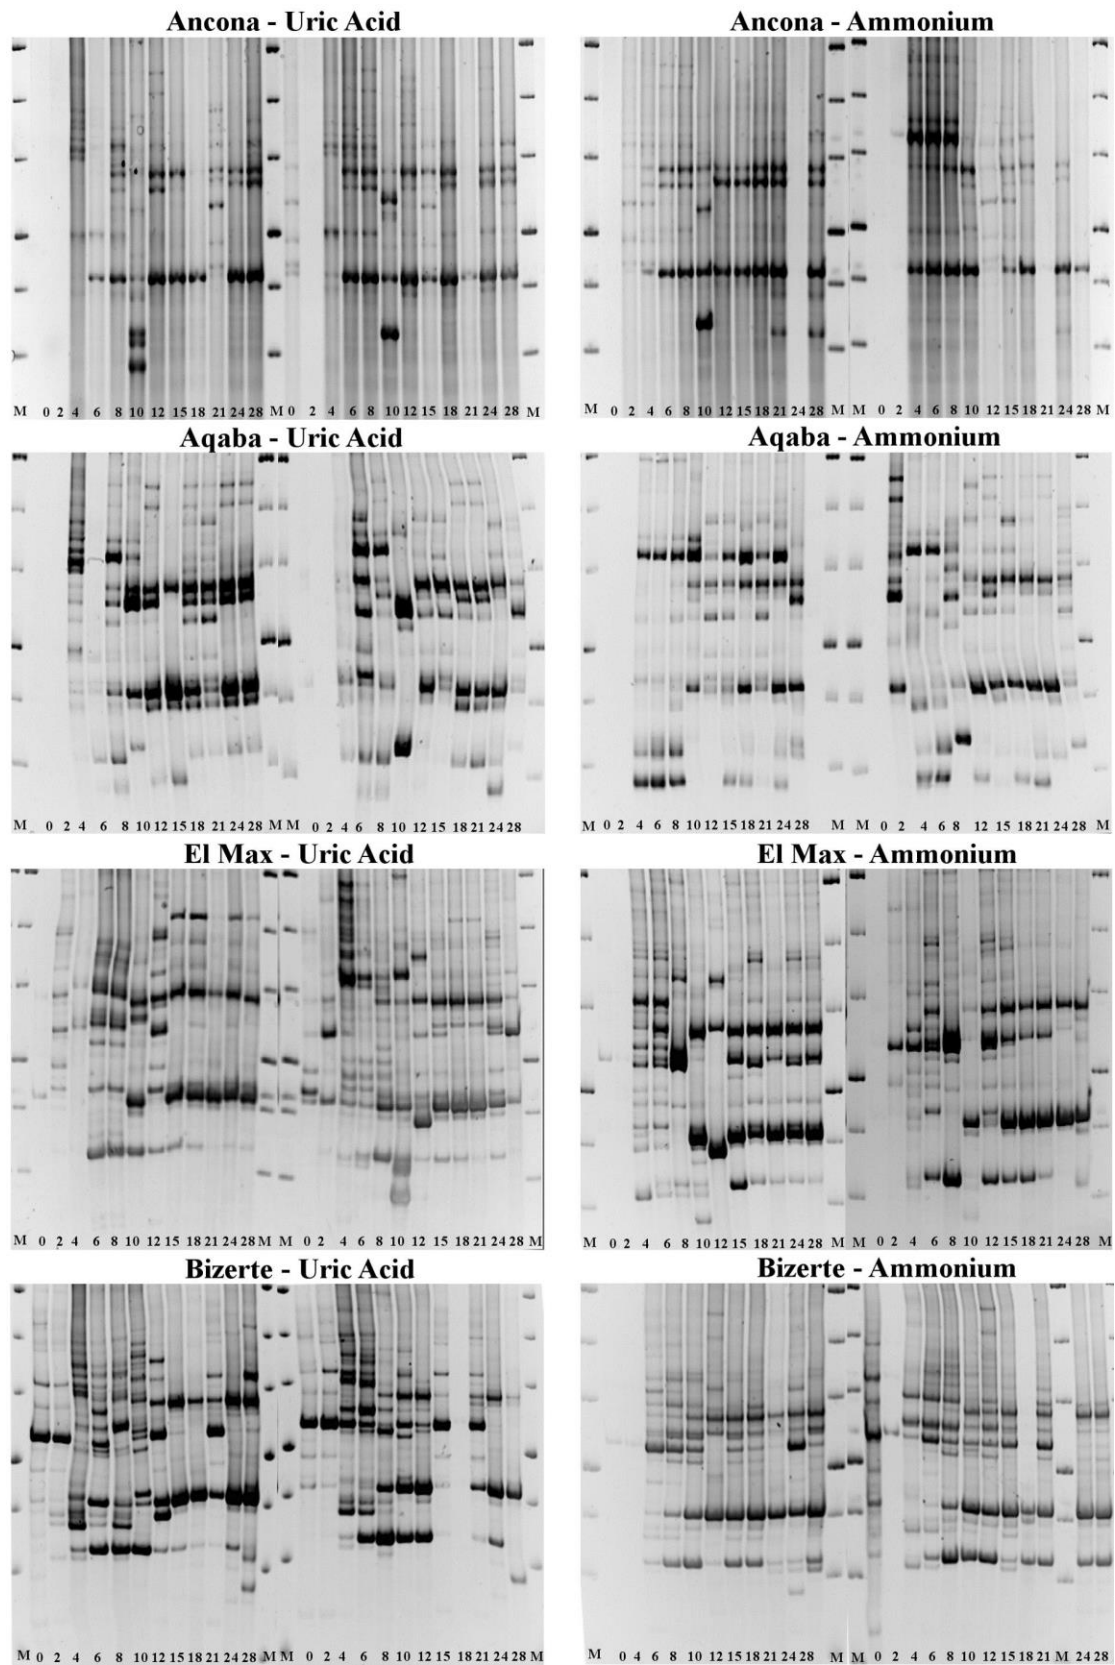 Ancona - Uric Acid
Ancona - Ammonium
M 0 2 4 6 8 10 12 15 18 21 24 28 M 0 2 4 6 8 10 12 15 18 21 24 28 M
M 0 2 4 6 8 10 12 15 18 21 24 28 M M 0 2 4 6 8 10 12 15 18 21 24 28 M
Aqaba - Uric Acid
Aqaba - Ammonium
M 0 2 4 6 8 10 12 15 18 21 24 28 M M 0 2 4 6 8 10 12 15 18 21 24 28 M
M 0 2 4 6 8 10 12 15 18 21 24 28 M M 0 2 4 6 8 12 15 18 21 24 28 M
El Max - Uric Acid
El Max - Ammonium
M 0 2 4 6 8 10 12 15 18 21 24 28 M M 0 2 4 6 8 10 12 15 18 21 24 28 M
M 0 2 4 6 8 10 12 15 18 21 24 28 M M 0 2 4 6 8 10 12 15 18 21 24 28 M
Bizerte - Uric Acid
Bizerte - Ammonium
M 0 2 4 6 8 10 12 15 18 21 24 28 M M 0 2 4 6 8 10 12 15 18 21 24 28 M
M 0 4 6 8 10 12 15 18 21 24 28 M M 0 2 4 6 8 10 12 15 18 21 M 24 28 M